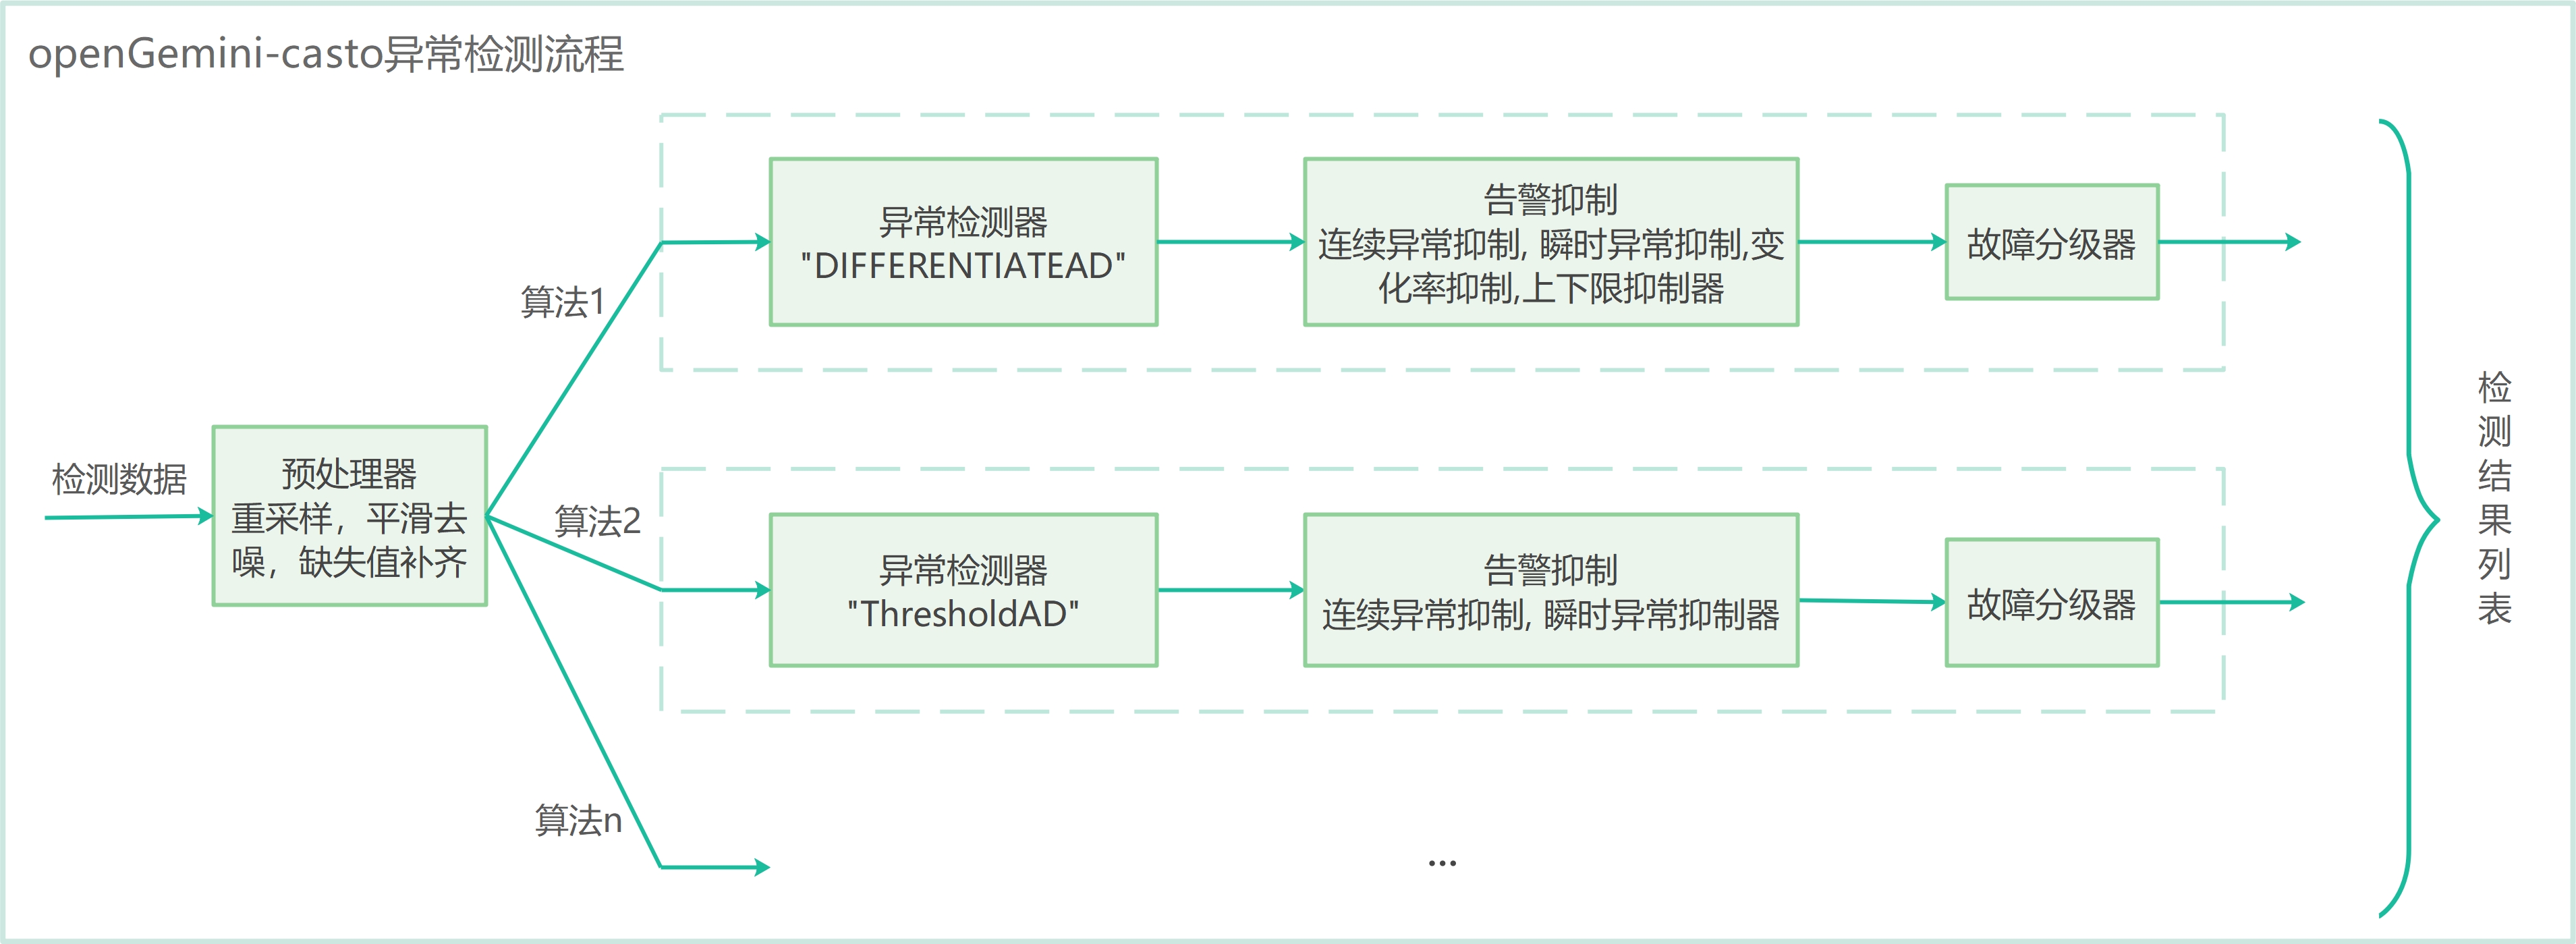 openGemini-casto异常检测流程
检测数据
预处理器
重采样，平滑去
噪，缺失值补齐
算法1
异常检测器
"DIFFERENTIATEAD"
告警抑制
连续异常抑制, 瞬时异常抑制,变
化率抑制,上下限抑制器
故障分级器
算法2
异常检测器
"ThresholdAD"
告警抑制
连续异常抑制, 瞬时异常抑制器
故障分级器
算法n
...
检测结果列表